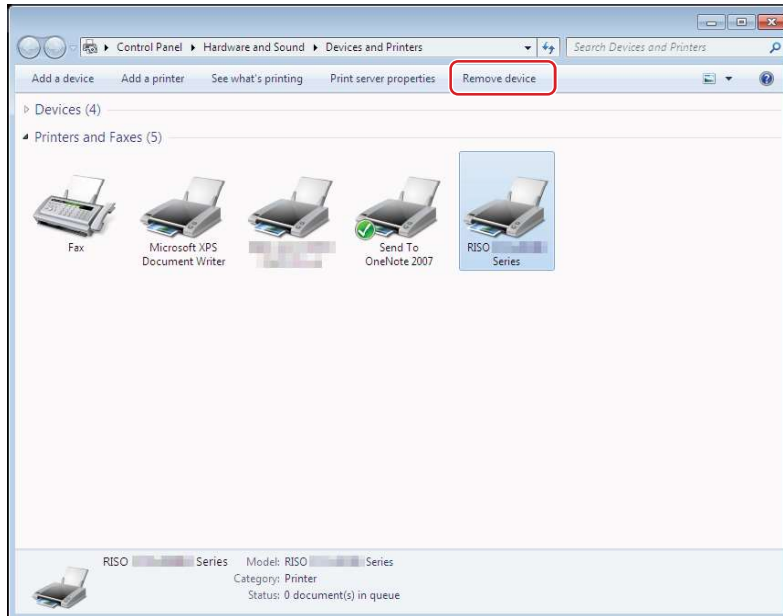 Control Panel Hardware and Sound Devices and Printers Search Devices and Printers
Add a device Add a printer See what's printing Print server properties Remove device
Devices (4)
Printers and Faxes (5)
Fax
Microsoft XPS
Document Writer
Send To
OneNote 2007
RISO
Series
RISO Series Model: RISO Series
Category: Printer
Status: 0 document(s) in queue